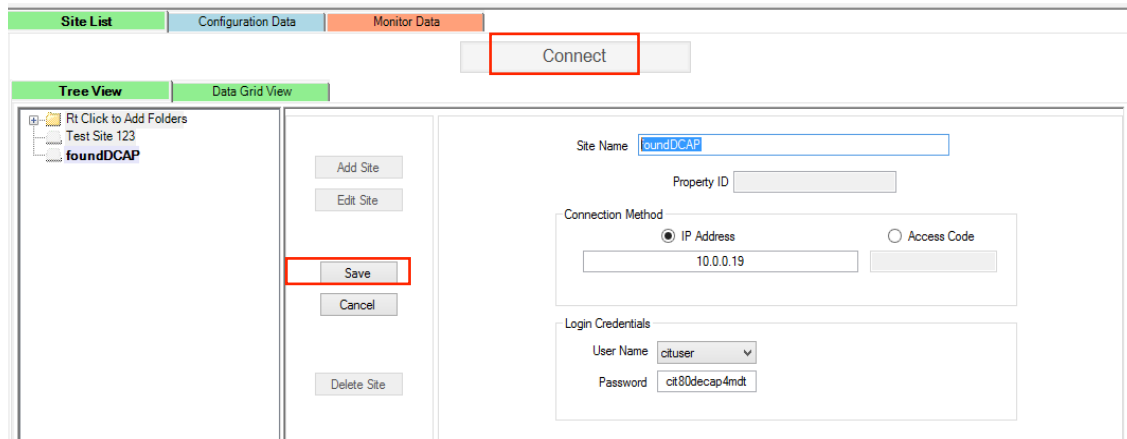 Site List Configuration Data Monitor Data
Connect
Tree View Data Grid View
Rt Click to Add Folders
Test Site 123
foundDCAP
Add Site
Edit Site
Save
Cancel
Delete Site
Site Name foundDCAP
Property ID
Connection Method
IP Address Access Code
10.0.0.19
Login Credentials
User Name cituser
Password cit80decap4mdt